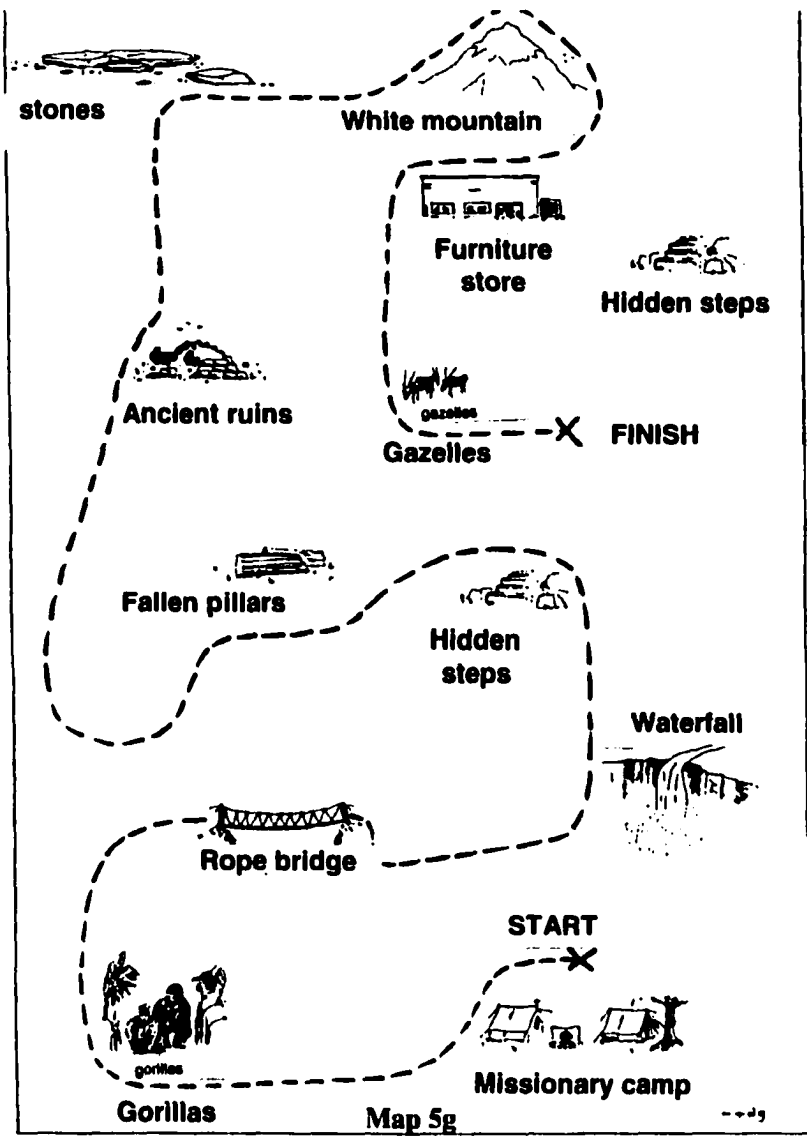 stones
White mountain
Furniture
store
Hidden steps
Ancient ruins
gazelles
Gazelles
FINISH
Fallen pillars
Hidden
steps
Waterfall
Rope bridge
START
gorillas
Gorillas
Missionary camp
Map 5g